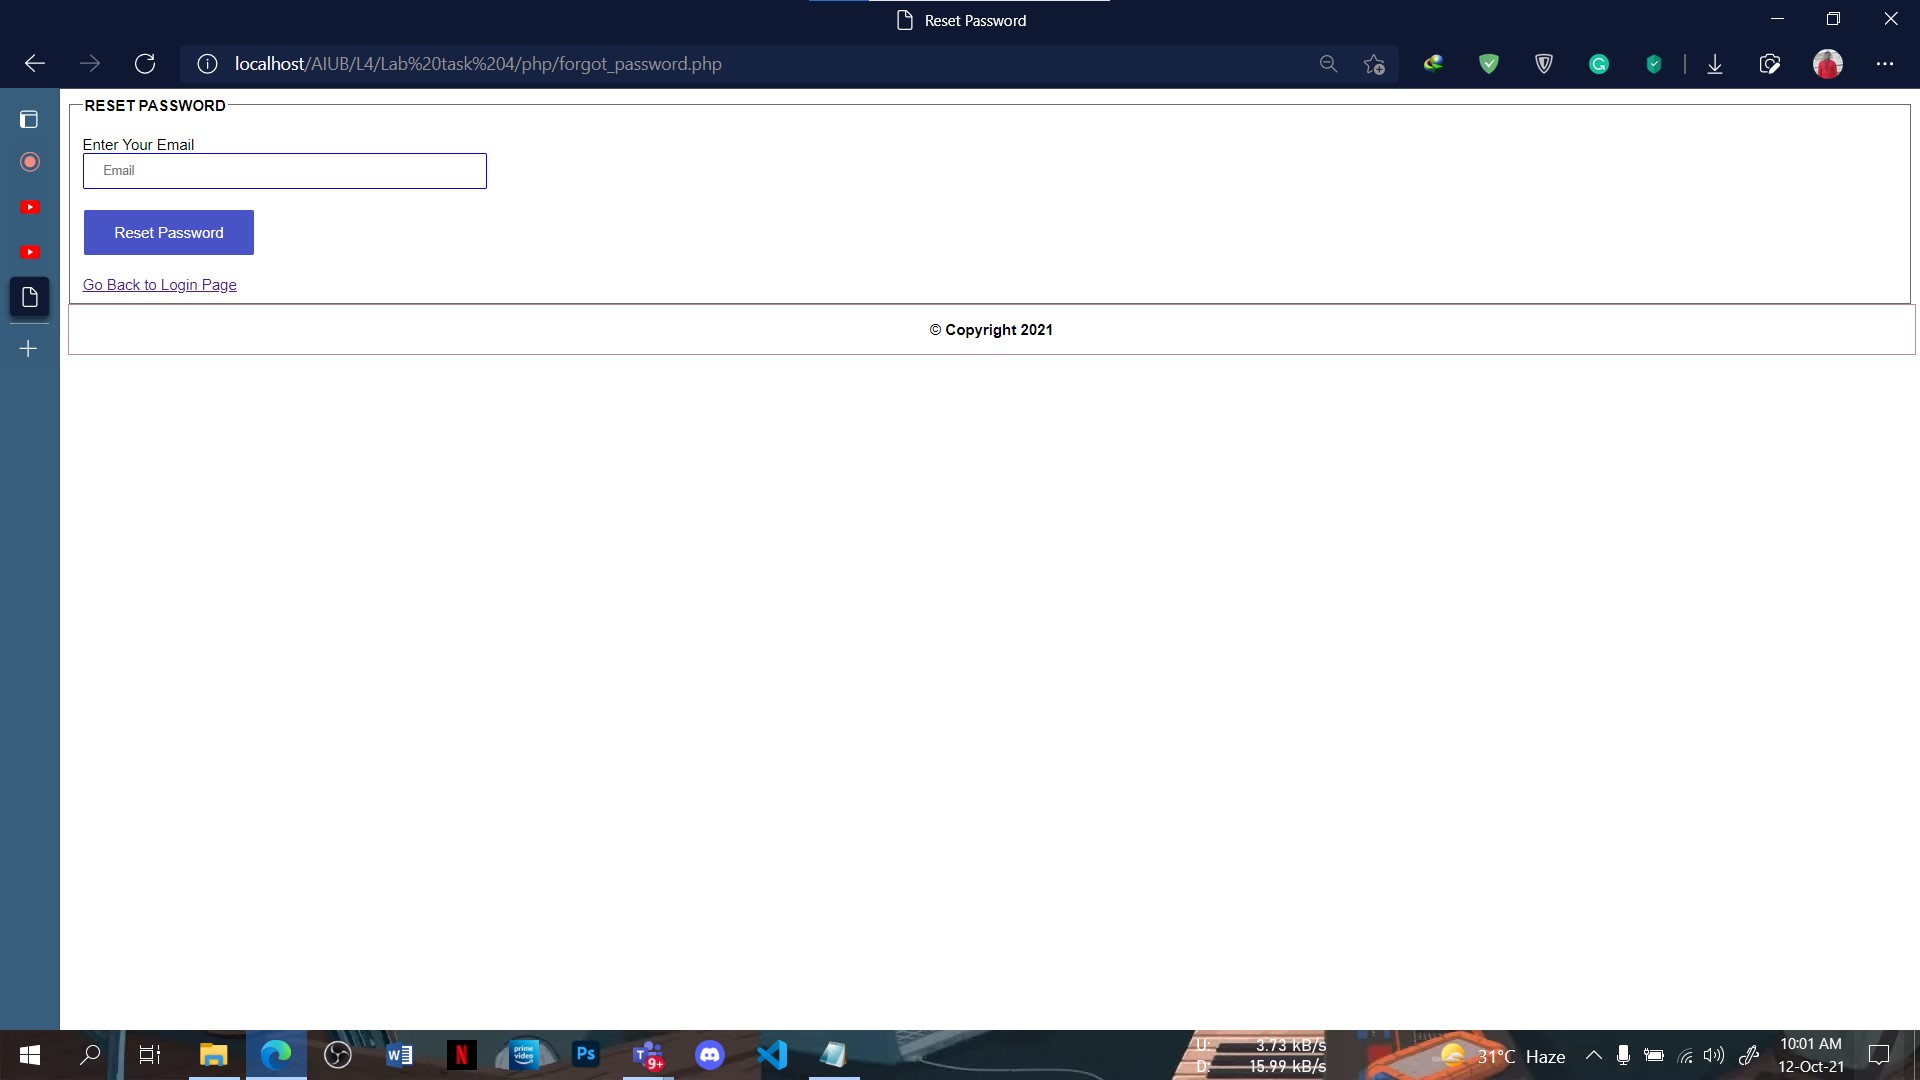 Reset Password
localhost/AIUB/L4/Lab%20task%204/php/forgot_password.php
RESET PASSWORD
Enter Your Email
Email
Reset Password
Go Back to Login Page
© Copyright 2021
U: 3.73 kB/s
D: 15.99 kB/s
31°C Haze
10:01 AM
12-Oct-21
W
N
prime video
Ps
T
9+
G